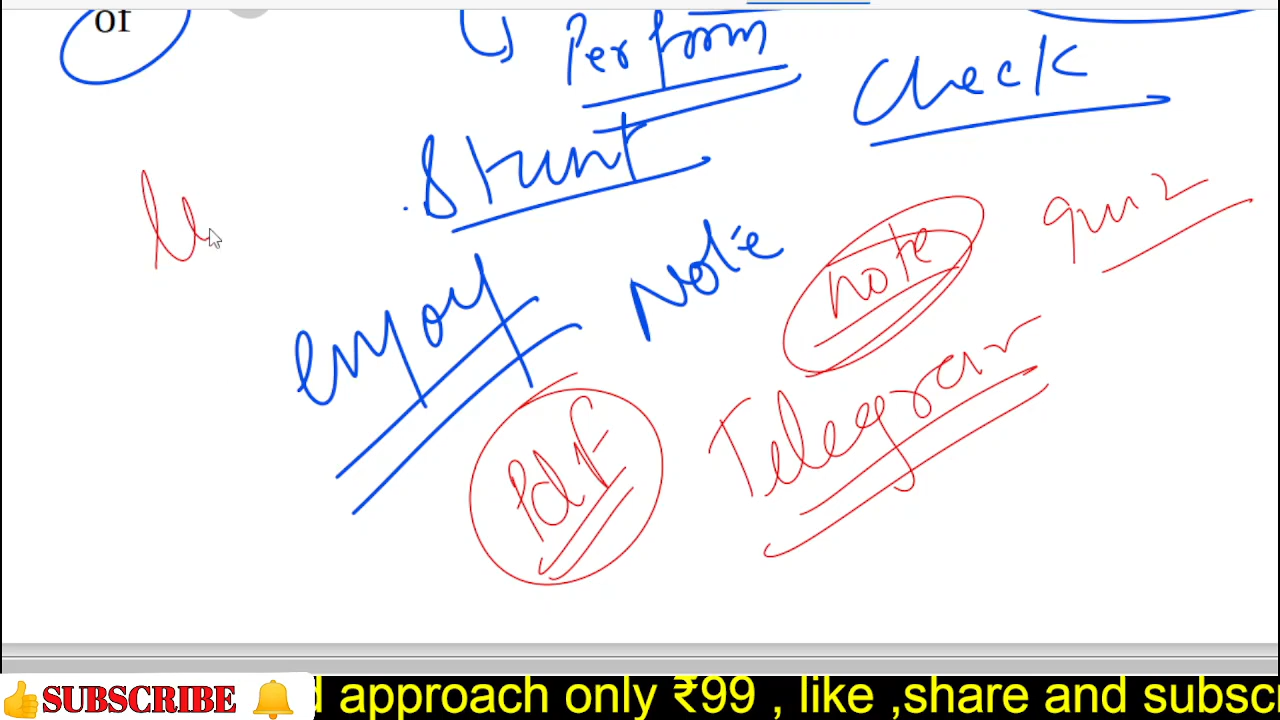 of
Perform
Check
Stunt
quiz
Note
note
enjoy
Telegram
Pdf
SUBSCRIBE
d approach only ₹99 , like ,share and subsc